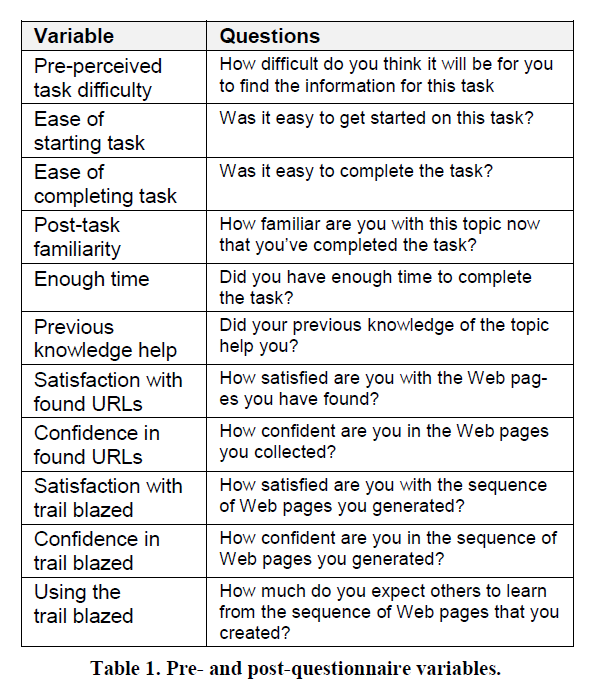 Variable Questions
Pre-perceived How difficult do you think it will be for you
task difficulty to find the information for this task
Ease of Was it easy to get started on this task?
starting task
Ease of Was it easy to complete the task?
completing task
Post-task How familiar are you with this topic now
familiarity that you've completed the task?
Enough time Did you have enough time to complete
the task?
Previous Did your previous knowledge of the topic
knowledge help help you?
Satisfaction with How satisfied are you with the Web pag-
found URLs es you have found?
Confidence in How confident are you in the Web pages
found URLs you collected?
Satisfaction with How satisfied are you with the sequence
trail blazed of Web pages you generated?
Confidence in How confident are you in the sequence of
trail blazed Web pages you generated?
Using the How much do you expect others to learn
trail blazed from the sequence of Web pages that you
created?
Table 1. Pre- and post-questionnaire variables.